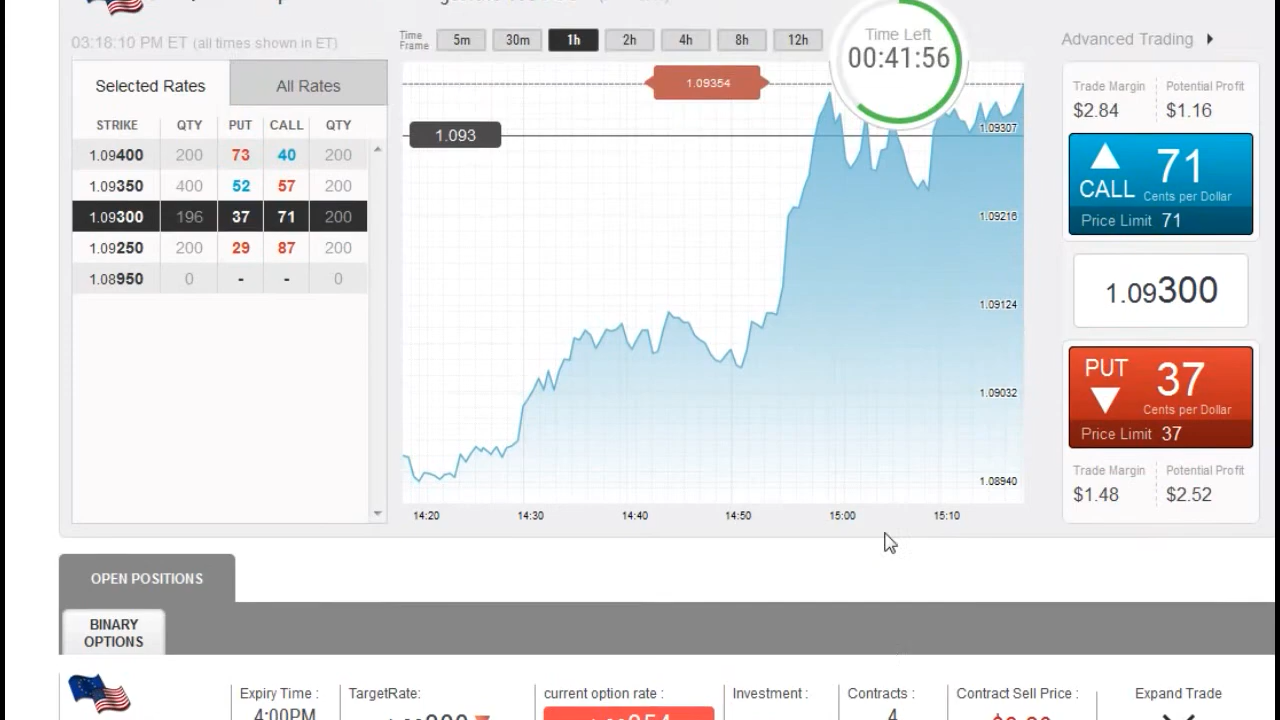 03:18:10 PM ET (all times shown in ET)
Time Frame 5m 30m 1h 2h 4h 8h 12h
Time Left
00:41:56
Advanced Trading
Selected Rates All Rates
STRIKE QTY PUT CALL QTY
1.09400 200 73 40 200
1.09350 400 52 57 200
1.09300 196 37 71 200
1.09250 200 29 87 200
1.08950 0 - - 0
1.09354
1.093
1.09307
1.09216
1.09124
1.09032
1.08940
14:20 14:30 14:40 14:50 15:00 15:10
Trade Margin Potential Profit
$2.84 $1.16
CALL 71
Cents per Dollar
Price Limit 71
1.09300
PUT 37
Cents per Dollar
Price Limit 37
Trade Margin Potential Profit
$1.48 $2.52
OPEN POSITIONS
BINARY
OPTIONS
Expiry Time : TargetRate: current option rate : Investment : Contracts : Contract Sell Price : Expand Trade
4:00PM 4